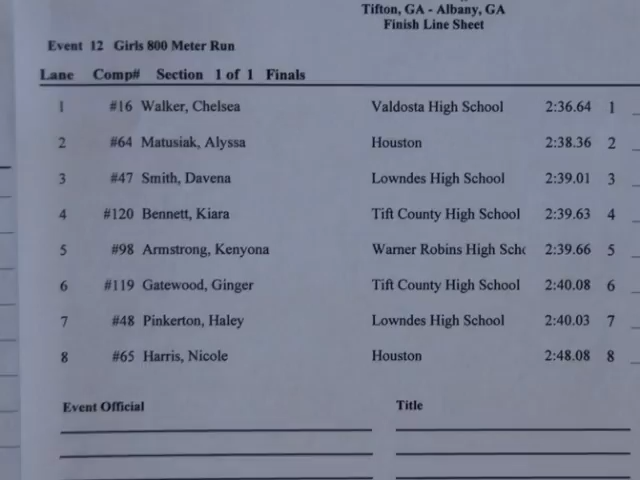 Tifton, GA - Albany, GA
Finish Line Sheet
Event 12 Girls 800 Meter Run
Lane Comp# Section 1 of 1 Finals
1 #16 Walker, Chelsea Valdosta High School 2:36.64 1
2 #64 Matusiak, Alyssa Houston 2:38.36 2
3 #47 Smith, Davena Lowndes High School 2:39.01 3
4 #120 Bennett, Kiara Tift County High School 2:39.63 4
5 #98 Armstrong, Kenyona Warner Robins High Scho 2:39.66 5
6 #119 Gatewood, Ginger Tift County High School 2:40.08 6
7 #48 Pinkerton, Haley Lowndes High School 2:40.03 7
8 #65 Harris, Nicole Houston 2:48.08 8
Event Official Title